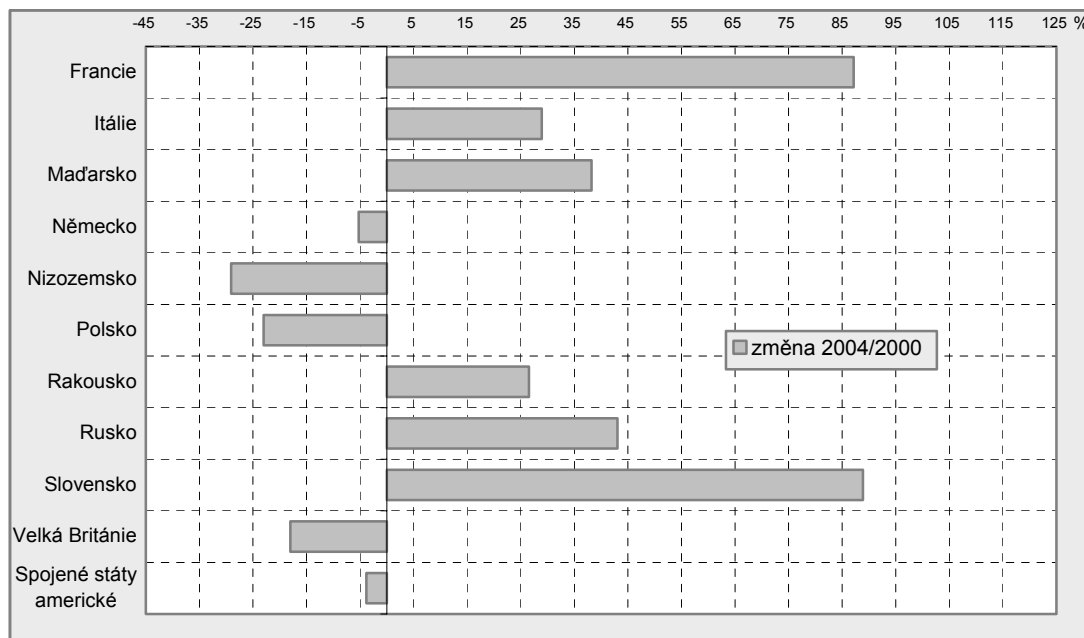 -45 -35 -25 -15 -5 5 15 25 35 45 55 65 75 85 95 105 115 125 %
Francie
Itálie
Maďarsko
Německo
Nizozemsko
Polsko
změna 2004/2000
Rakousko
Rusko
Slovensko
Velká Británie
Spojené státy
americké